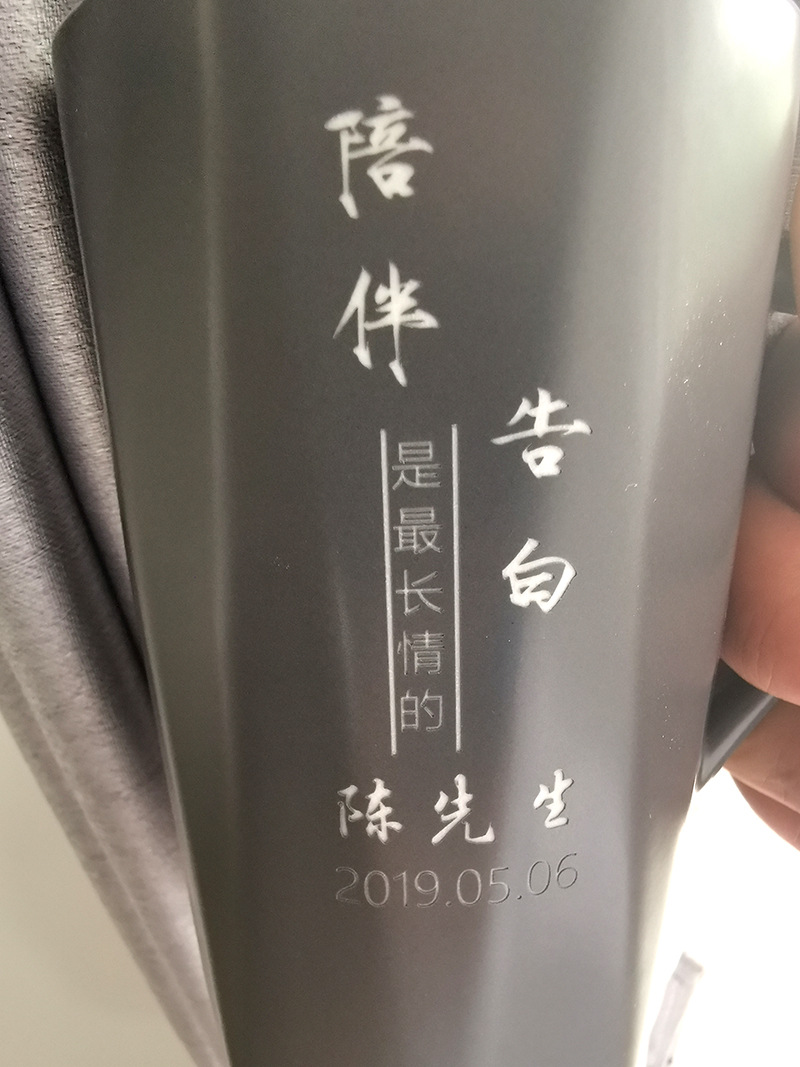 陪伴
是最长情的
告白
陈先生
2019.05.06